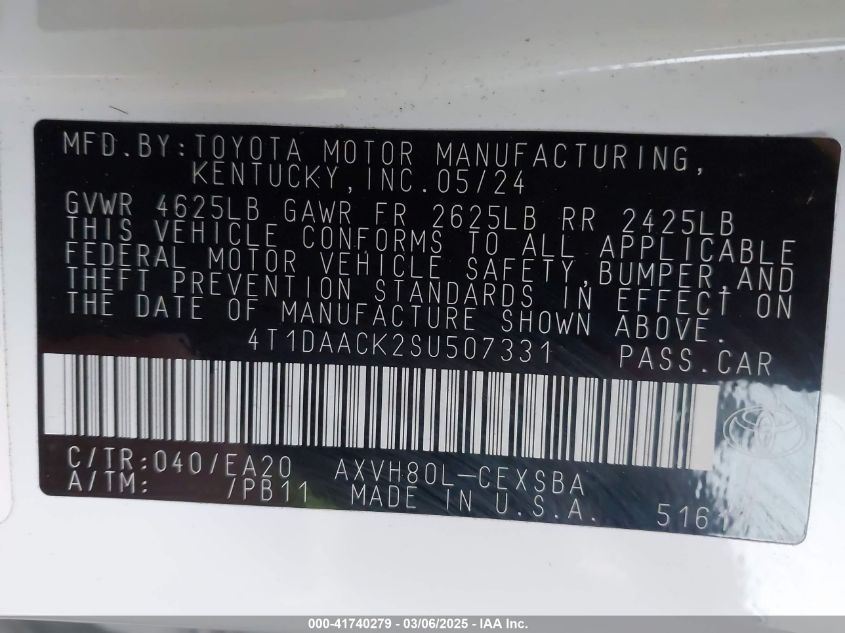 MFD.BY:TOYOTA MOTOR MANUFACTURING,
KENTUCKY,INC.05/24
GVWR 4625LB GAWR FR 2625LB RR 2425LB
THIS VEHICLE CONFORMS TO ALL APPLICABLE
FEDERAL MOTOR VEHICLE SAFETY,BUMPER,AND
THEFT PREVENTION STANDARDS IN EFFECT ON
THE DATE OF MANUFACTURE SHOWN ABOVE.
4T1DAACK2SU507331 PASS.CAR
C/TR:040/EA20 AXVH80L-CEXSBA
A/TM: /PB11 MADE IN U.S.A.
000-41740279 - 03/06/2025 - IAA Inc.